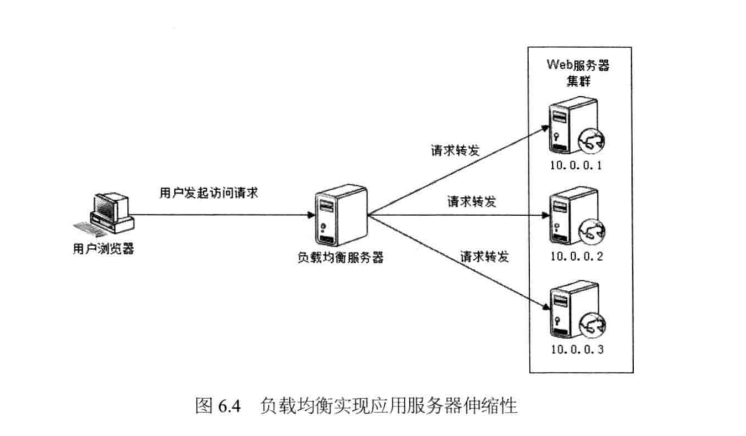 Web服务器
集群
请求转发
10.0.0.1
用户发起访问请求
请求转发
用户浏览器
负载均衡服务器
10.0.0.2
请求转发
10.0.0.3
图 6.4 负载均衡实现应用服务器伸缩性